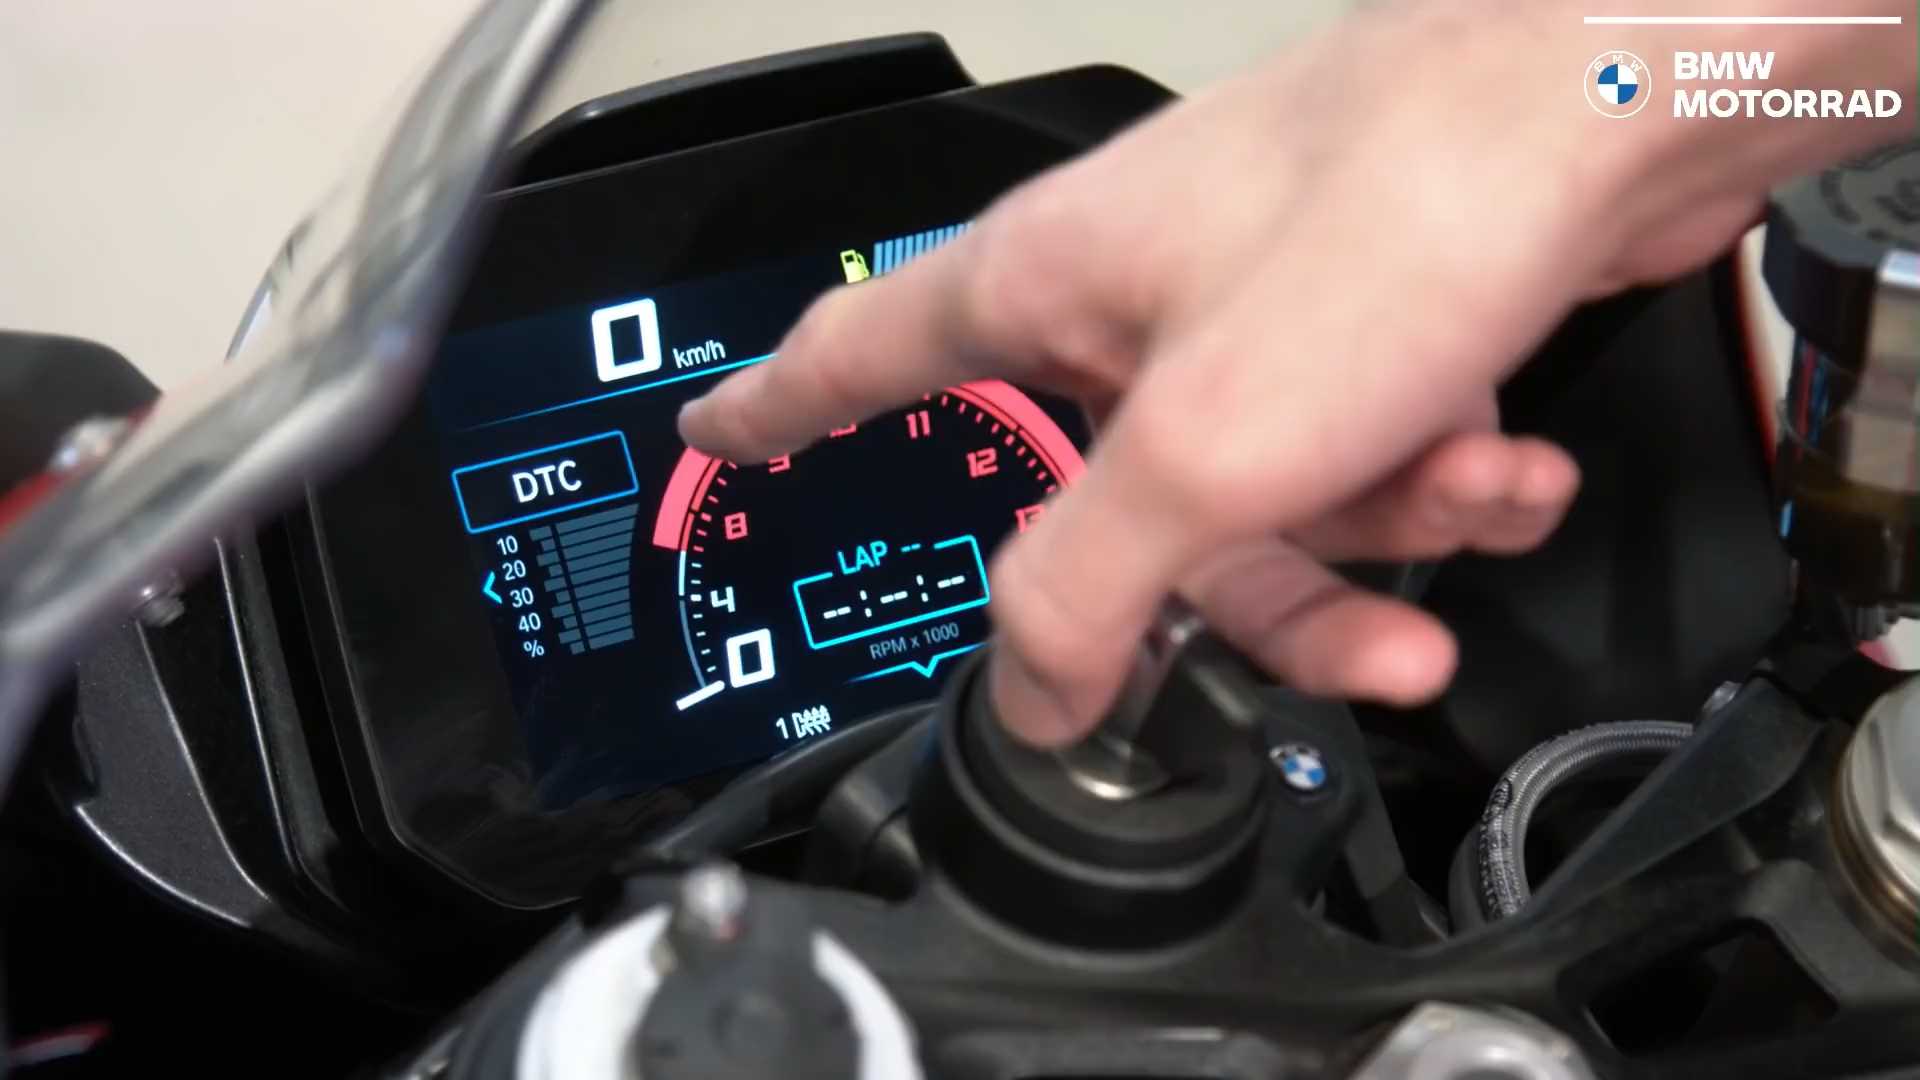 BMW
MOTORRAD
0 km/h
DTC
10
20
30
40
%
11
12
8
4
0
LAP --
-- : -- : --
RPM x 1000
1